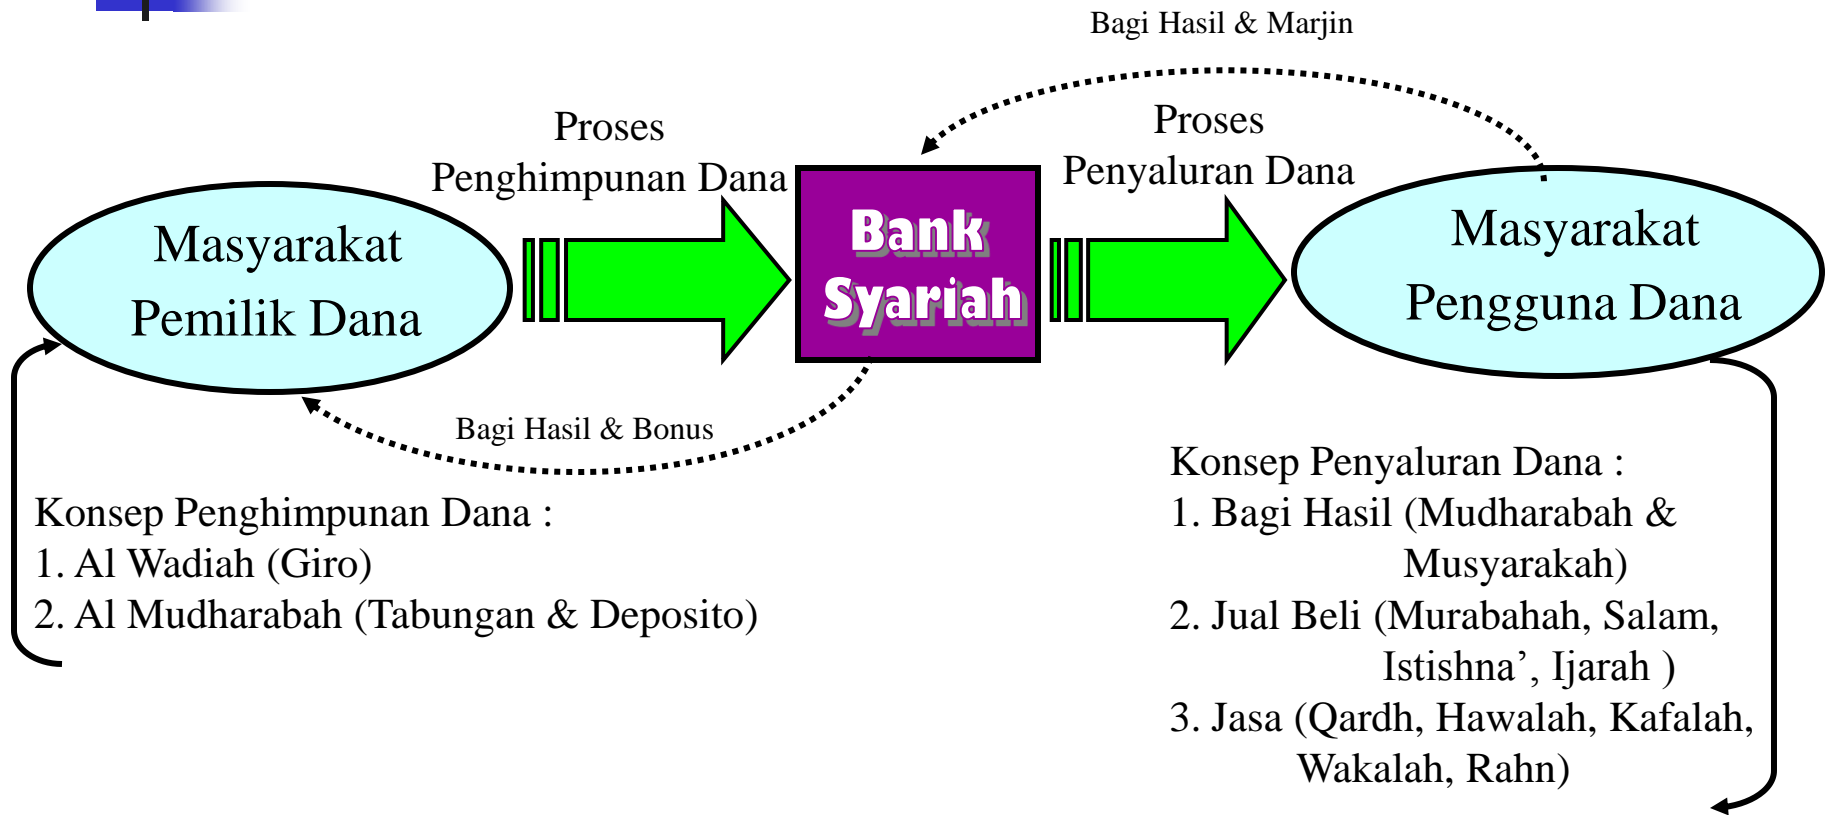 Bagi Hasil & Marjin
Proses
Penghimpunan Dana
Proses
Penyaluran Dana
Masyarakat
Pemilik Dana
Bank
Syariah
Masyarakat
Pengguna Dana
Bagi Hasil & Bonus
Konsep Penghimpunan Dana :
1. Al Wadiah (Giro)
2. Al Mudharabah (Tabungan & Deposito)
Konsep Penyaluran Dana :
1. Bagi Hasil (Mudharabah &
Musyarakah)
2. Jual Beli (Murabahah, Salam,
Istishna’, Ijarah )
3. Jasa (Qardh, Hawalah, Kafalah,
Wakalah, Rahn)